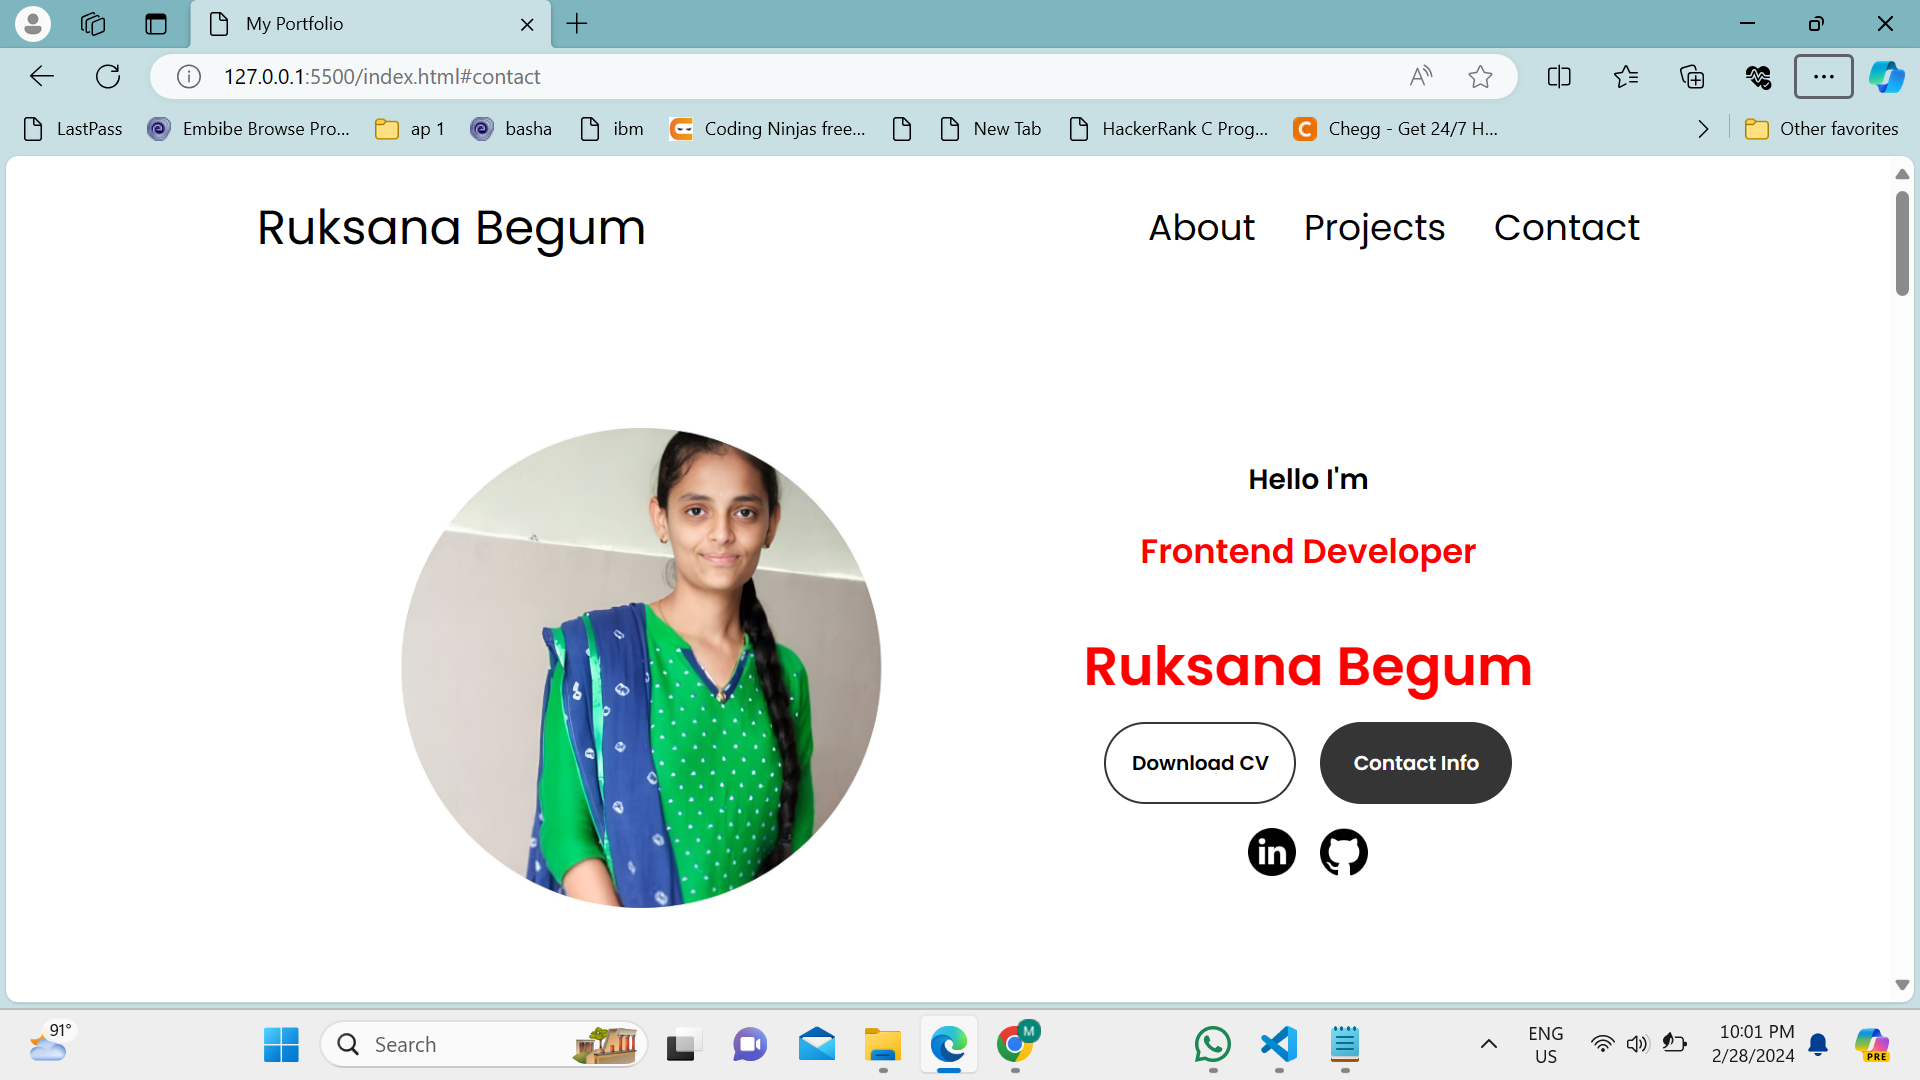 My Portfolio
127.0.0.1:5500/index.html#contact
LastPass
Embibe Browse Pro...
ap 1
basha
ibm
Coding Ninjas free...
New Tab
HackerRank C Prog...
Chegg - Get 24/7 H...
Other favorites
Ruksana Begum
About
Projects
Contact
Hello I'm
Frontend Developer
Ruksana Begum
Download CV
Contact Info
in
91°
Search
M
ENG
US
10:01 PM
2/28/2024
PRE